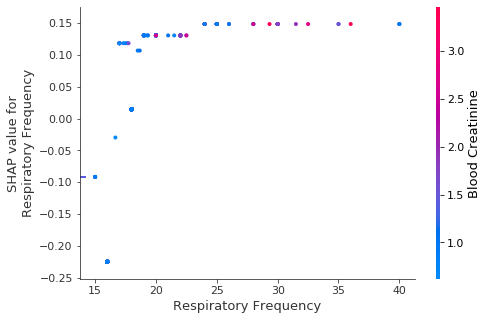 SHAP value for
Respiratory Frequency
0.15
0.10
0.05
0.00
−0.05
−0.10
−0.15
−0.20
−0.25
15 20 25 30 35 40
Respiratory Frequency
3.0
2.5
2.0
1.5
1.0
Blood Creatinine